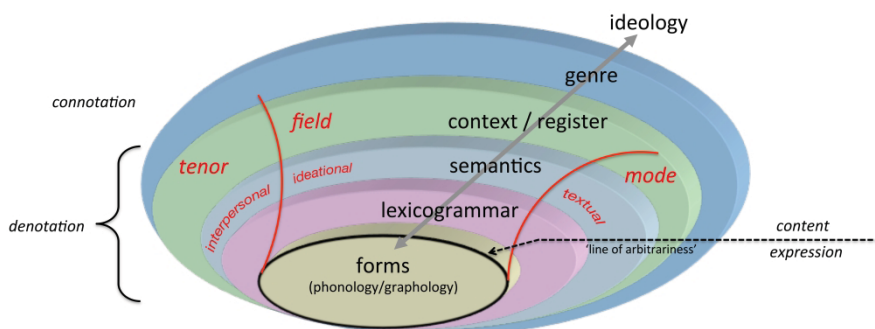 ideology
genre
connotation
field
context / register
tenor
semantics
mode
ideational
interpersonal
textual
lexicogrammar
denotation
content
'line of arbitrariness'
expression
forms
(phonology/graphology)